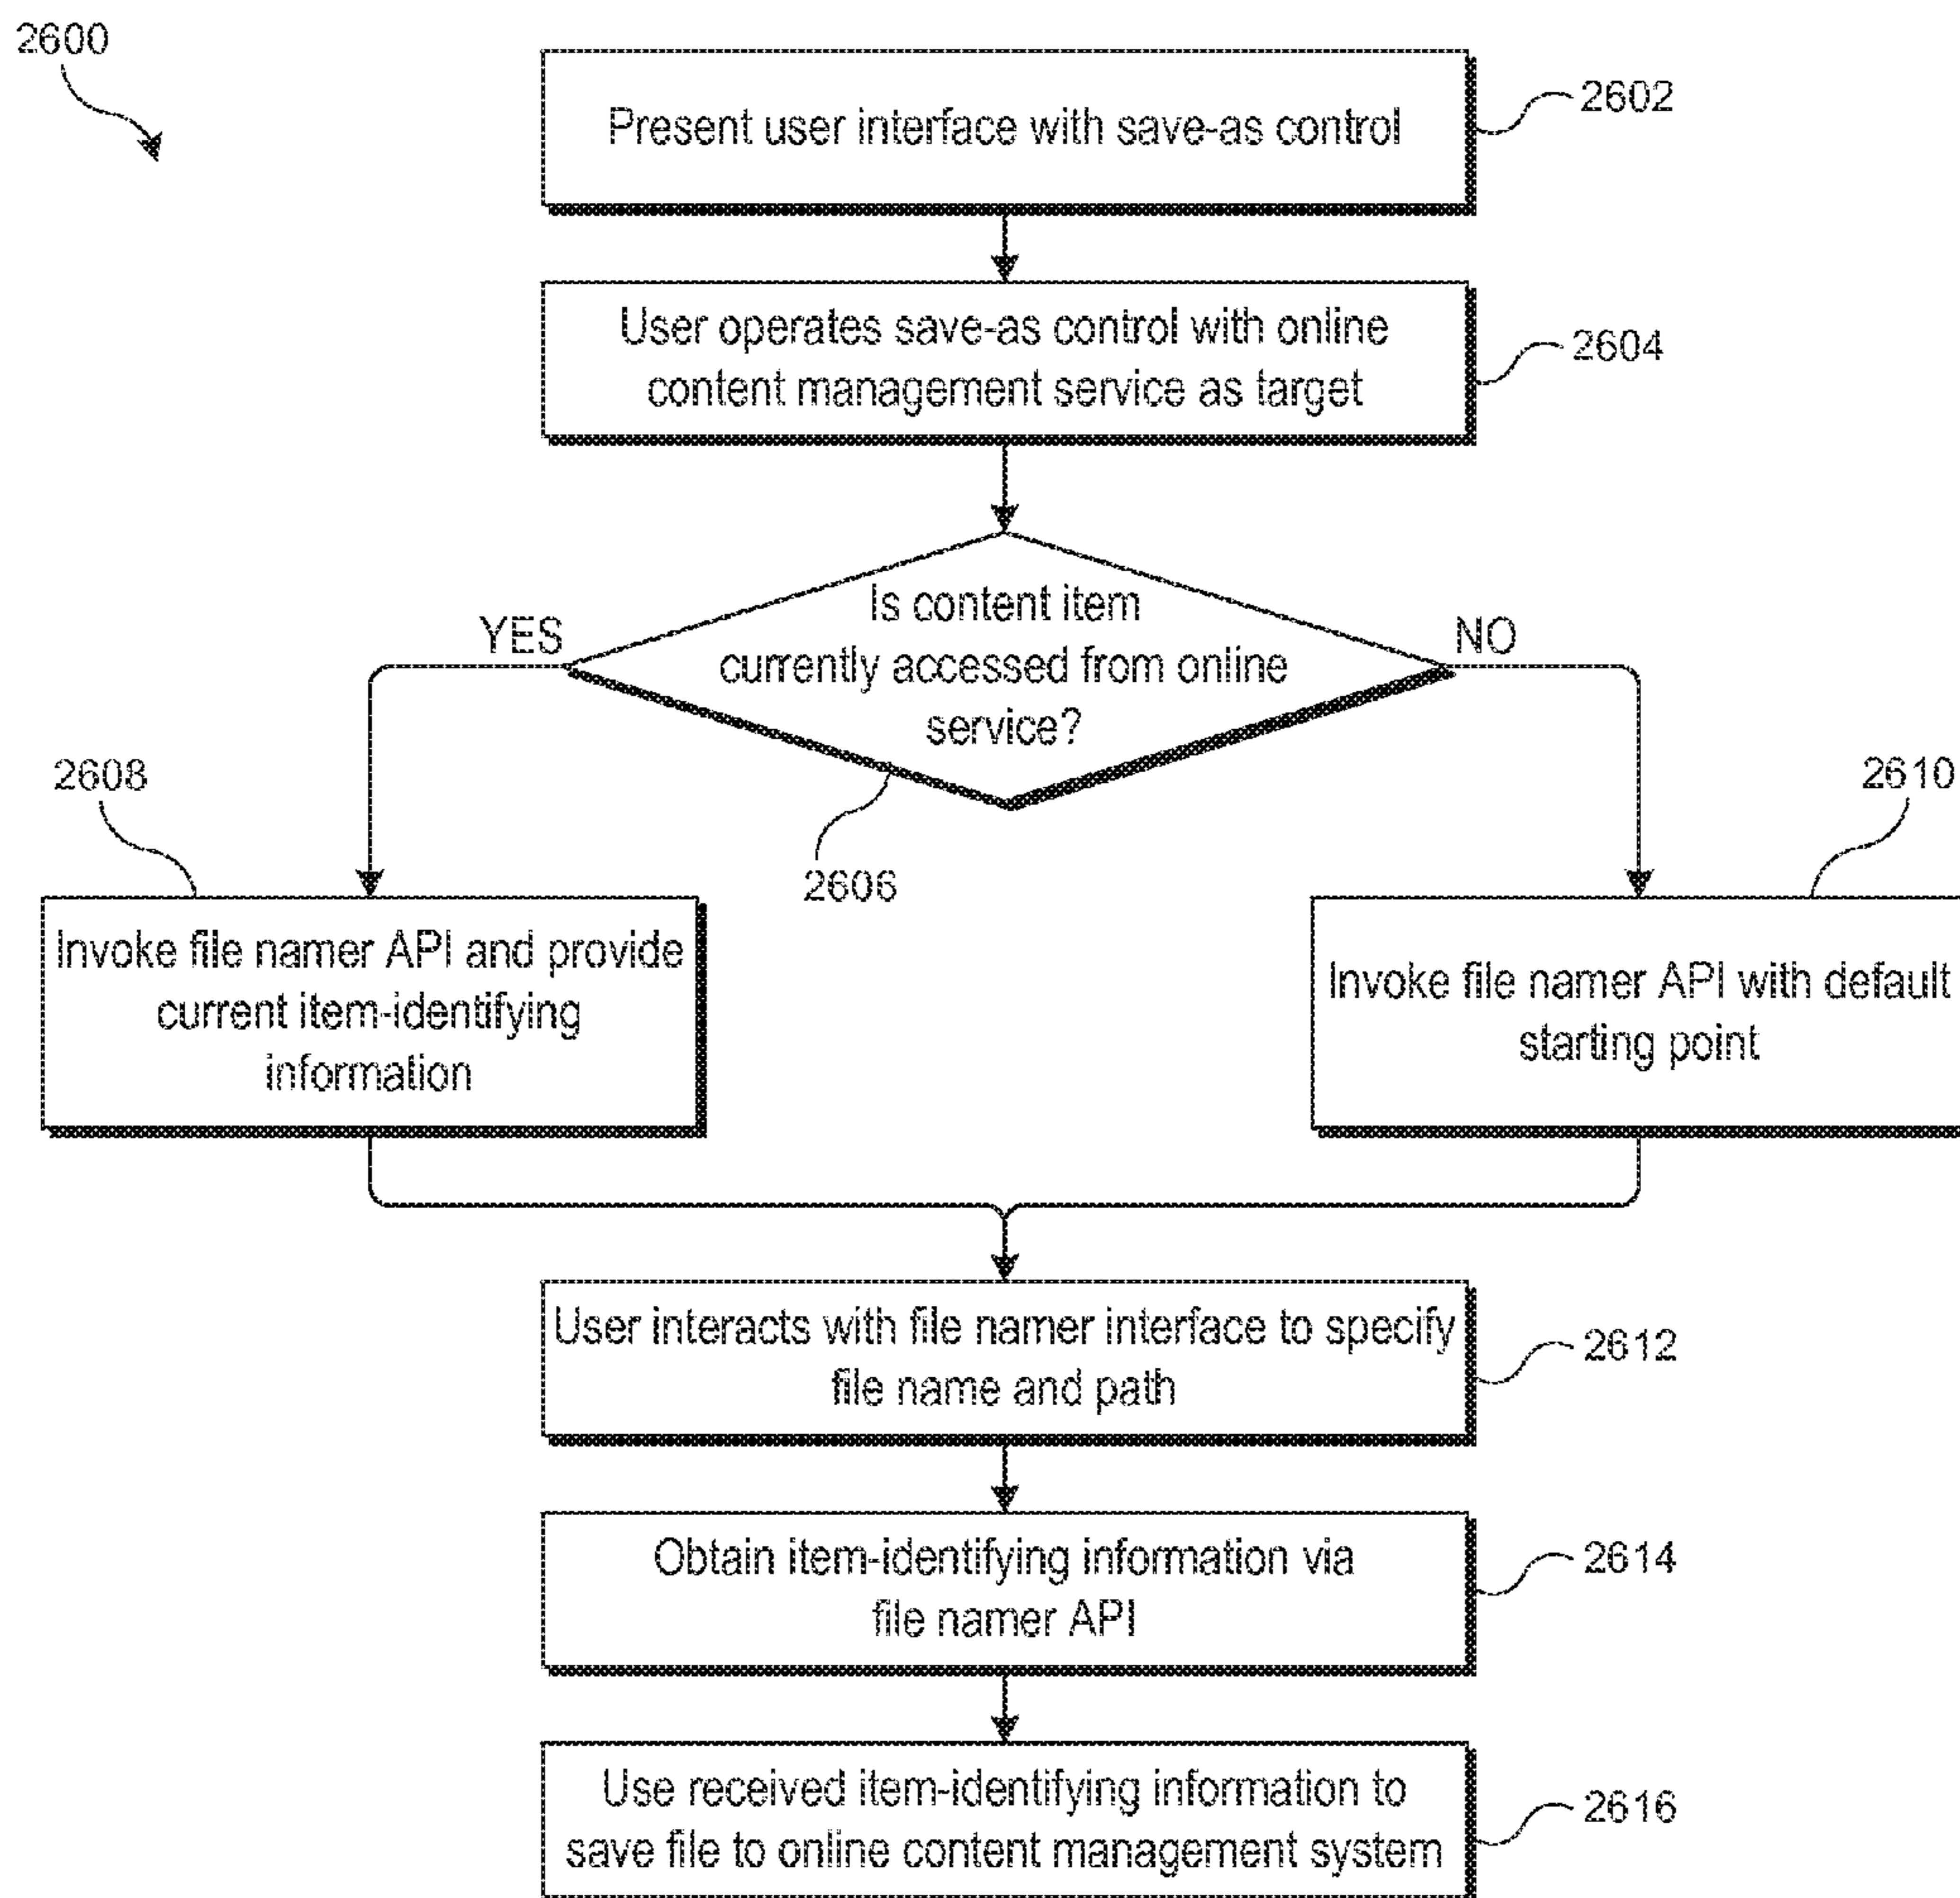 2600
Present user interface with save-as control
2602
User operates save-as control with online
content management service as target
2604
Is content item
currently accessed from online
service?
YES
NO
2606
2608
2610
Invoke file namer API and provide
current item-identifying
information
Invoke file namer API with default
starting point
User interacts with file namer interface to specify
file name and path
2612
Obtain item-identifying information via
file namer API
2614
Use received item-identifying information to
save file to online content management system
2616